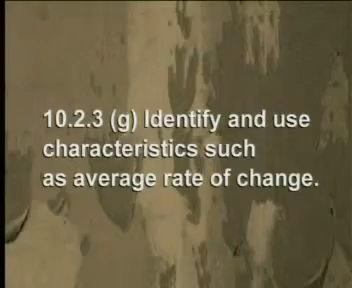 10.2.3 (g) Identify and use
characteristics such
as average rate of change.